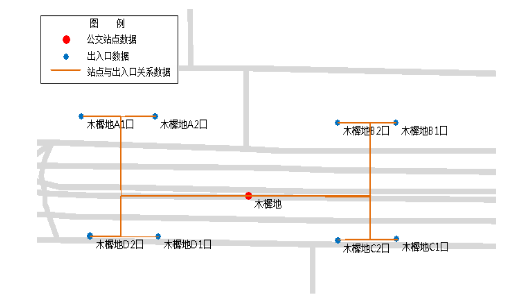 图 例
公交站点数据
出入口数据
站点与出入口关系数据
木樨地A1口
木樨地A2口
木樨地B2口
木樨地B1口
木樨地
木樨地D2口
木樨地D1口
木樨地C2口
木樨地C1口